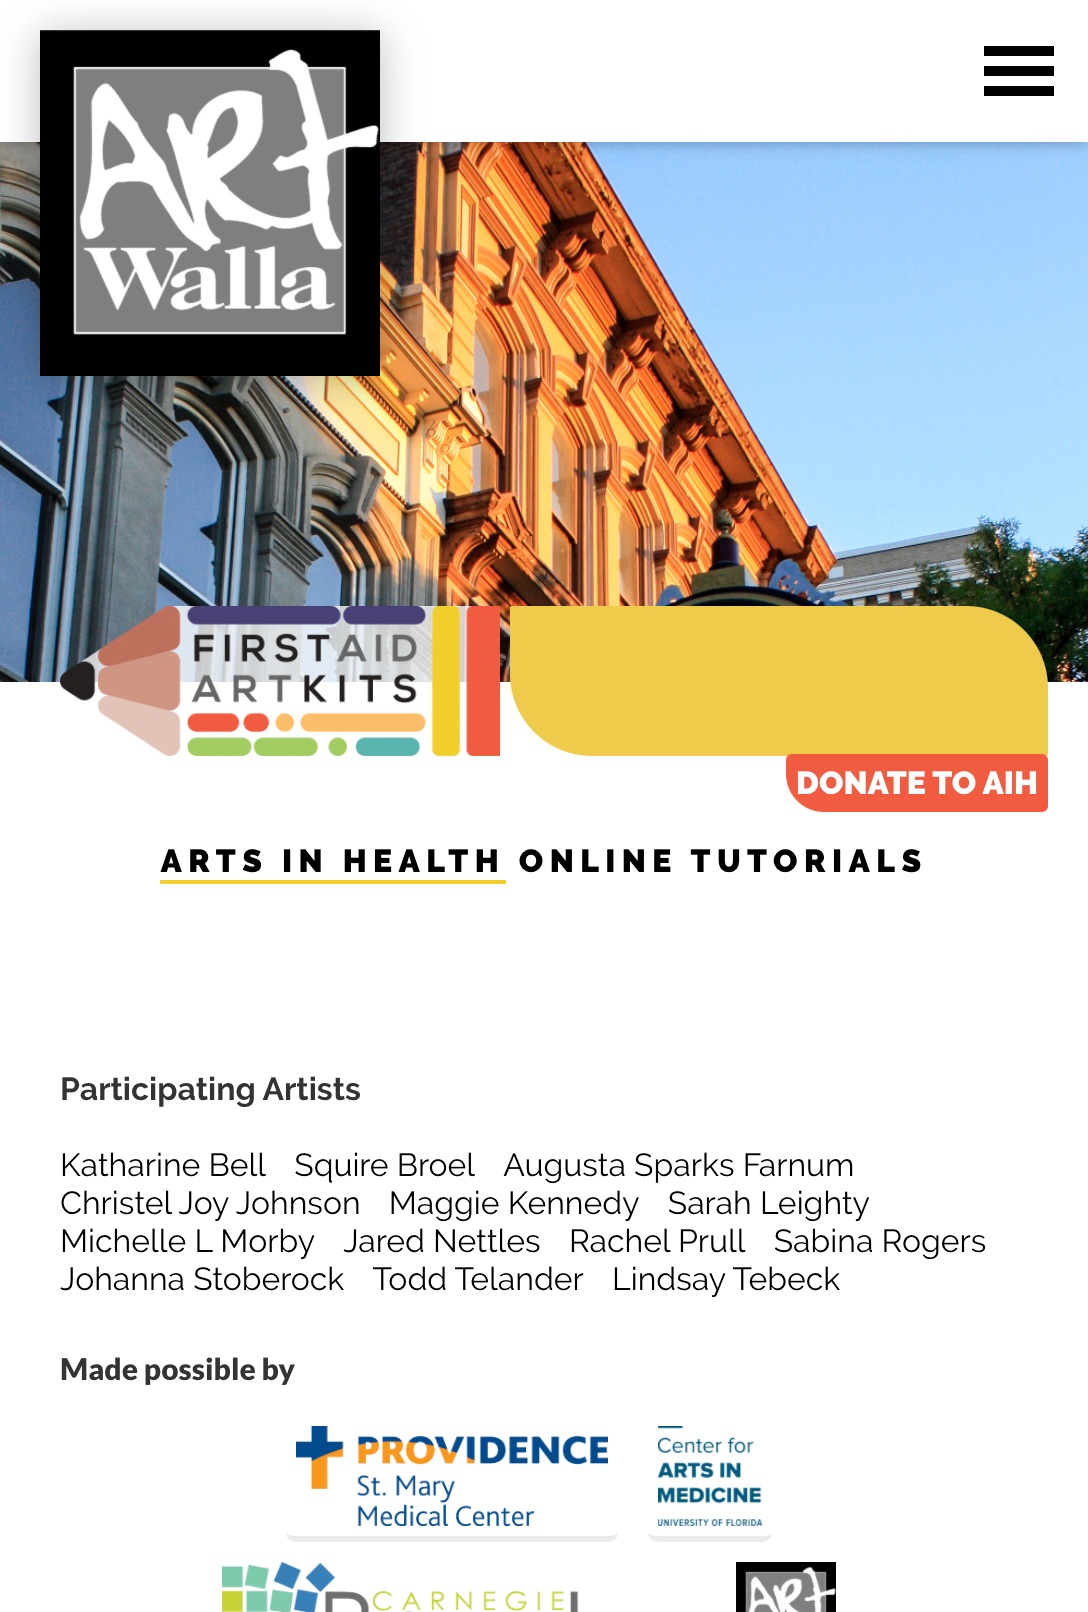 ART
Walla
FIRSTAID
ARTKITS
DONATE TO AIH
ARTS IN HEALTH ONLINE TUTORIALS
Participating Artists
Katharine Bell Squire Broel Augusta Sparks Farnum
Christel Joy Johnson Maggie Kennedy Sarah Leighty
Michelle L Morby Jared Nettles Rachel Prull Sabina Rogers
Johanna Stoberock Todd Telander Lindsay Tebeck
Made possible by
PROVIDENCE
St. Mary
Medical Center
Center for
ARTS IN
MEDICINE
UNIVERSITY OF FLORIDA
CARNEGIE
ART